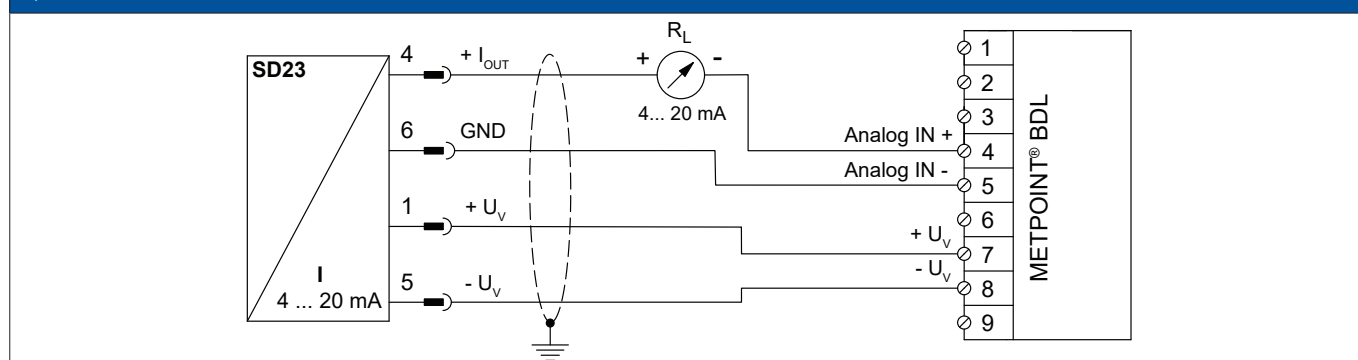 SD23
I
4 ... 20 mA
4
+ I_OUT
6
GND
1
+ U_V
5
- U_V
R_L
+
-
4... 20 mA
Analog IN +
Analog IN -
+ U_V
- U_V
1
2
3
4
5
6
7
8
9
METPOINT® BDL